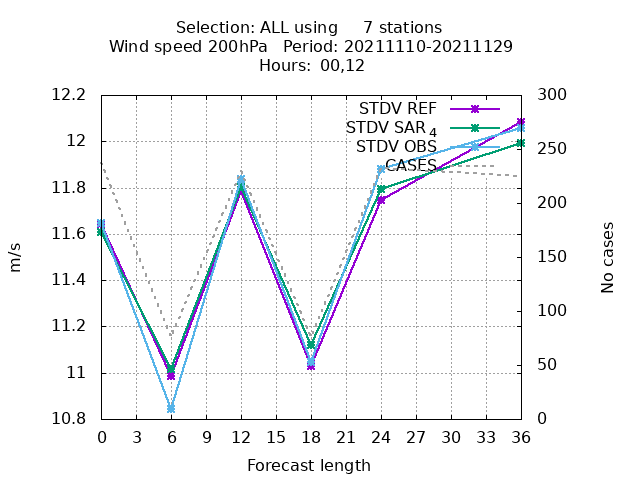 Selection: ALL using     7 stations
Wind speed 200hPa   Period: 20211110-20211129
Hours: 00,12
12.2
12
11.8
11.6
11.4
11.2
11
10.8
m/s
STDV REF
STDV SAR4
STDV OBS
CASES
300
250
200
150
100
50
0
No cases
0 3 6 9 12 15 18 21 24 27 30 33 36
Forecast length